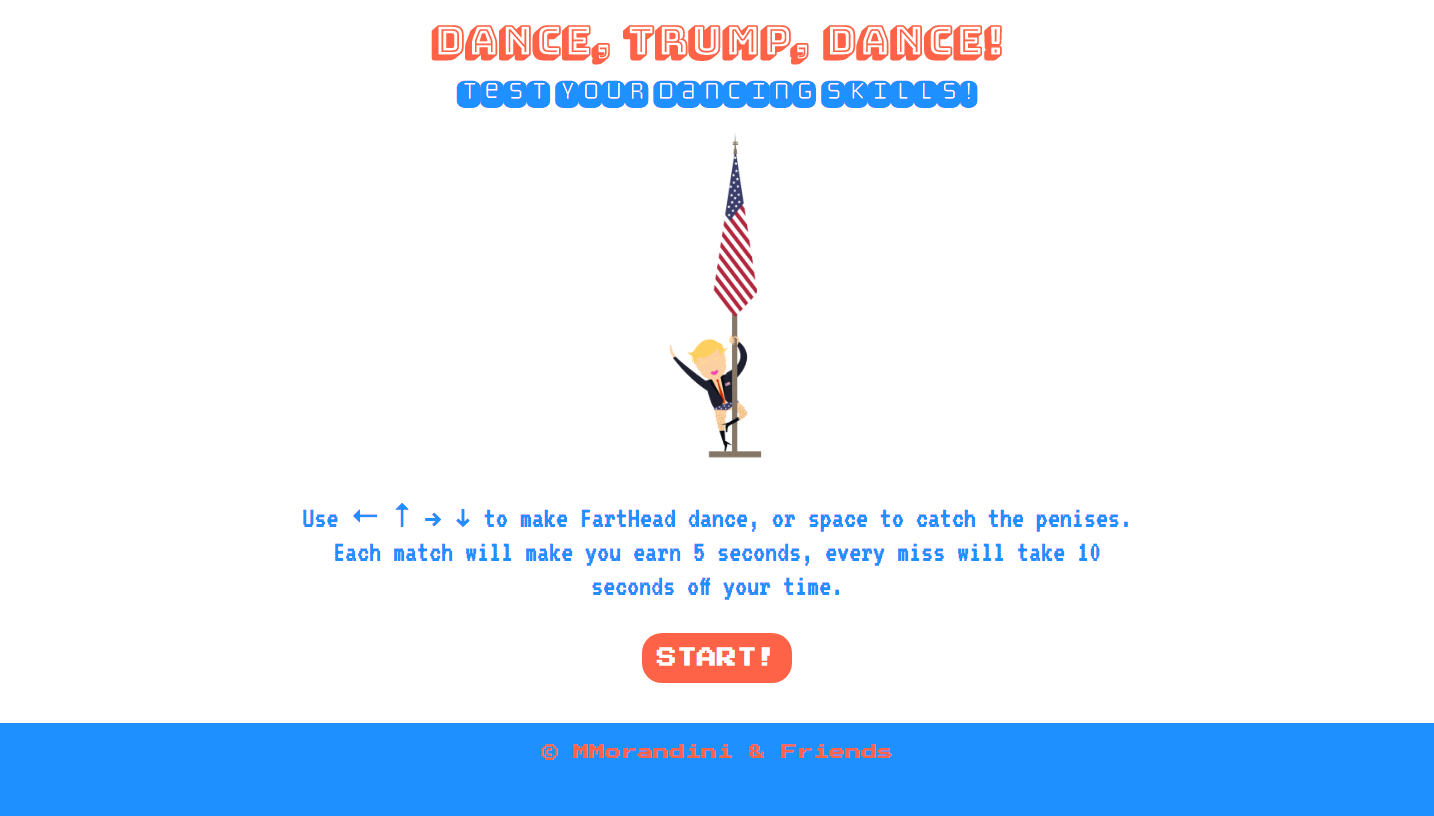 DANCE, TRUMP, DANCE!
Test Your Dancing Skills!
Use ← ↑ → ↓ to make FartHead dance, or space to catch the penises.
Each match will make you earn 5 seconds, every miss will take 10
seconds off your time.
START!
© MMorandini & Friends